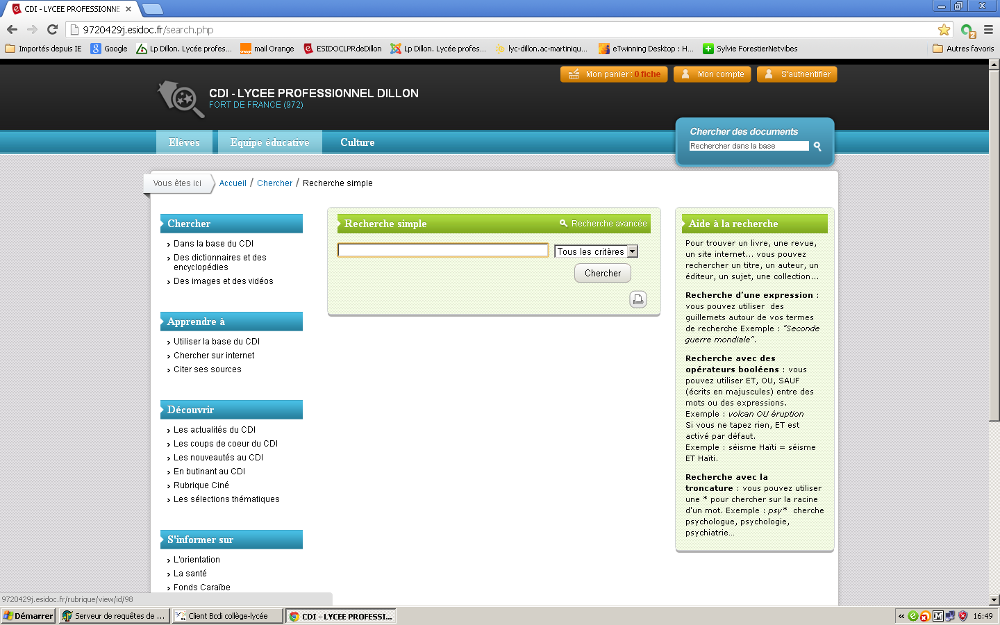 CDI - LYCEE PROFESSIONNE
9720429j.esidoc.fr/search.php
2
Importés depuis IE
Google
Lp Dillon. Lycée profes...
mail Orange
ESIDOCLPRdeDillon
Lp Dillon. Lycée profes...
lyc-dillon.ac-martiniqu...
eTwinning Desktop : H...
Sylvie ForestierNetvibes
Autres favoris
Mon panier : 0 fiche
Mon compte
S'authentifier
CDI - LYCEE PROFESSIONNEL DILLON
FORT DE FRANCE (972)
Elèves
Equipe éducative
Culture
Chercher des documents
Rechercher dans la base
Vous êtes ici
Accueil / Chercher / Recherche simple
Chercher
Dans la base du CDI
Des dictionnaires et des
encyclopédies
Des images et des vidéos
Apprendre à
Utiliser la base du CDI
Chercher sur internet
Citer ses sources
Découvrir
Les actualités du CDI
Les coups de coeur du CDI
Les nouveautés au CDI
En butinant au CDI
Rubrique Ciné
Les sélections thématiques
S'informer sur
L'orientation
La santé
Fonds Caraïbe
Recherche simple
Recherche avancée
Tous les critères
Chercher
Aide à la recherche
Pour trouver un livre, une revue,
un site internet... vous pouvez
rechercher un titre, un auteur, un
éditeur, un sujet, une collection...
Recherche d'une expression :
vous pouvez utiliser des
guillemets autour de vos termes
de recherche Exemple : "Seconde
guerre mondiale".
Recherche avec des
opérateurs booléens : vous
pouvez utiliser ET, OU, SAUF
(écrits en majuscules) entre des
mots ou des expressions.
Exemple : volcan OU éruption
Si vous ne tapez rien, ET est
activé par défaut.
Exemple : séisme Haïti = séisme
ET Haïti.
Recherche avec la
troncature : vous pouvez utiliser
une * pour chercher sur la racine
d'un mot. Exemple : psy* cherche
psychologue, psychologie,
psychiatrie...
9720429j.esidoc.fr/rubrique/view/id/98
Démarrer
Serveur de requêtes de ...
Client Bcdi collège-lycée
CDI - LYCEE PROFESSI...
16:49